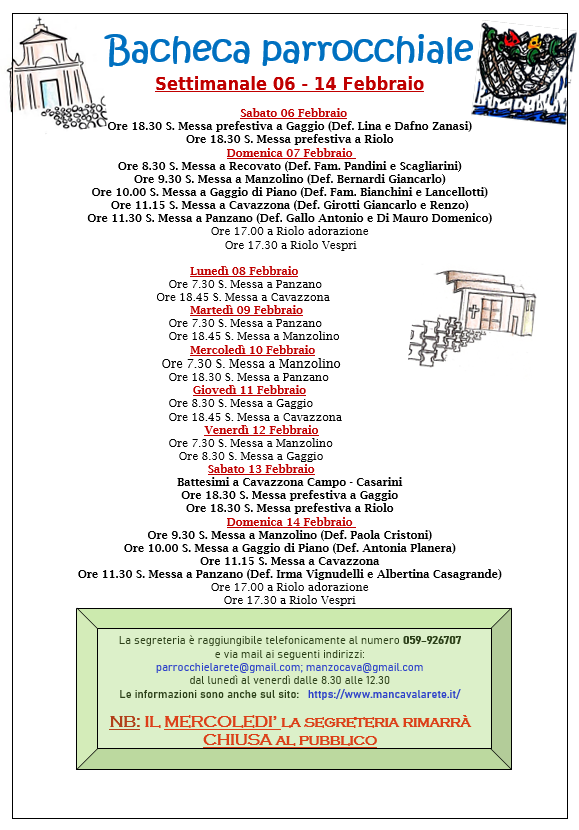 Bacheca parrocchiale
Settimanale 06 - 14 Febbraio
Sabato 06 Febbraio
Ore 18.30 S. Messa prefestiva a Gaggio (Def. Lina e Dafno Zanasi)
Ore 18.30 S. Messa prefestiva a Riolo
Domenica 07 Febbraio
Ore 8.30 S. Messa a Recovato (Def. Fam. Pandini e Scagliarini)
Ore 9.30 S. Messa a Manzolino (Def. Bernardi Giancarlo)
Ore 10.00 S. Messa a Gaggio di Piano (Def. Fam. Bianchini e Lancellotti)
Ore 11.15 S. Messa a Cavazzona (Def. Girotti Giancarlo e Renzo)
Ore 11.30 S. Messa a Panzano (Def. Gallo Antonio e Di Mauro Domenico)
Ore 17.00 a Riolo adorazione
Ore 17.30 a Riolo Vespri
Lunedì 08 Febbraio
Ore 7.30 S. Messa a Panzano
Ore 18.45 S. Messa a Cavazzona
Martedì 09 Febbraio
Ore 7.30 S. Messa a Panzano
Ore 18.45 S. Messa a Manzolino
Mercoledì 10 Febbraio
Ore 7.30 S. Messa a Manzolino
Ore 18.30 S. Messa a Panzano
Giovedì 11 Febbraio
Ore 8.30 S. Messa a Gaggio
Ore 18.45 S. Messa a Cavazzona
Venerdì 12 Febbraio
Ore 7.30 S. Messa a Manzolino
Ore 8.30 S. Messa a Gaggio
Sabato 13 Febbraio
Battesimi a Cavazzona Campo - Casarini
Ore 18.30 S. Messa prefestiva a Gaggio
Ore 18.30 S. Messa prefestiva a Riolo
Domenica 14 Febbraio
Ore 9.30 S. Messa a Manzolino (Def. Paola Cristoni)
Ore 10.00 S. Messa a Gaggio di Piano (Def. Antonia Planera)
Ore 11.15 S. Messa a Cavazzona
Ore 11.30 S. Messa a Panzano (Def. Irma Vignudelli e Albertina Casagrande)
Ore 17.00 a Riolo adorazione
Ore 17.30 a Riolo Vespri
La segreteria è raggiungibile telefonicamente al numero 059-926707
e via mail ai seguenti indirizzi:
parrocchielarete@gmail.com; manzocava@gmail.com
dal lunedì al venerdì dalle 8.30 alle 12.30
Le informazioni sono anche sul sito: https://www.mancavalarete.it/
NB: IL MERCOLEDI' LA SEGRETERIA RIMARRÀ
CHIUSA AL PUBBLICO